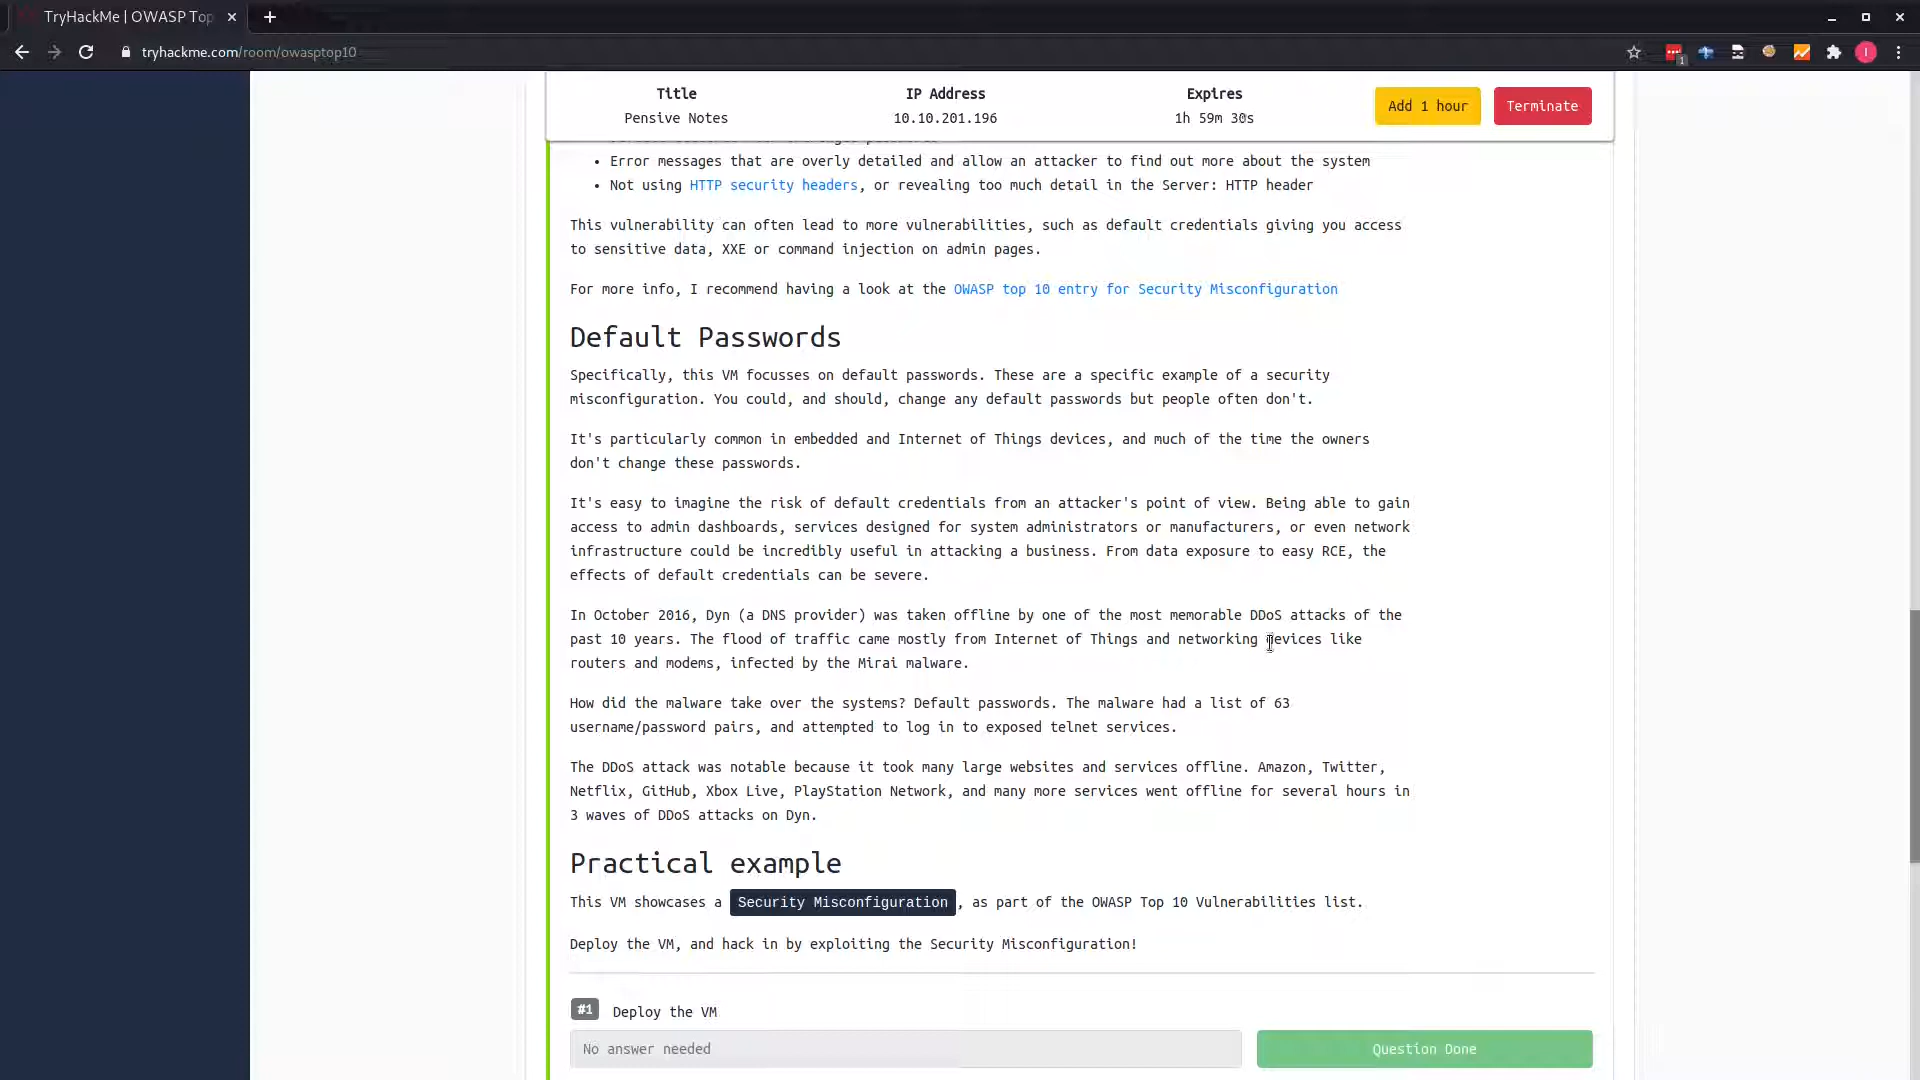 TryHackMe | OWASP Top
tryhackme.com/room/owasptop10
1
I
Title
IP Address
Expires
Pensive Notes
10.10.201.196
1h 59m 30s
Add 1 hour
Terminate
• Error messages that are overly detailed and allow an attacker to find out more about the system
• Not using HTTP security headers, or revealing too much detail in the Server: HTTP header
This vulnerability can often lead to more vulnerabilities, such as default credentials giving you access
to sensitive data, XXE or command injection on admin pages.
For more info, I recommend having a look at the OWASP top 10 entry for Security Misconfiguration
Default Passwords
Specifically, this VM focusses on default passwords. These are a specific example of a security
misconfiguration. You could, and should, change any default passwords but people often don't.
It's particularly common in embedded and Internet of Things devices, and much of the time the owners
don't change these passwords.
It's easy to imagine the risk of default credentials from an attacker's point of view. Being able to gain
access to admin dashboards, services designed for system administrators or manufacturers, or even network
infrastructure could be incredibly useful in attacking a business. From data exposure to easy RCE, the
effects of default credentials can be severe.
In October 2016, Dyn (a DNS provider) was taken offline by one of the most memorable DDoS attacks of the
past 10 years. The flood of traffic came mostly from Internet of Things and networking devices like
routers and modems, infected by the Mirai malware.
How did the malware take over the systems? Default passwords. The malware had a list of 63
username/password pairs, and attempted to log in to exposed telnet services.
The DDoS attack was notable because it took many large websites and services offline. Amazon, Twitter,
Netflix, GitHub, Xbox Live, PlayStation Network, and many more services went offline for several hours in
3 waves of DDoS attacks on Dyn.
Practical example
This VM showcases a Security Misconfiguration, as part of the OWASP Top 10 Vulnerabilities list.
Deploy the VM, and hack in by exploiting the Security Misconfiguration!
#1 Deploy the VM
No answer needed
Question Done